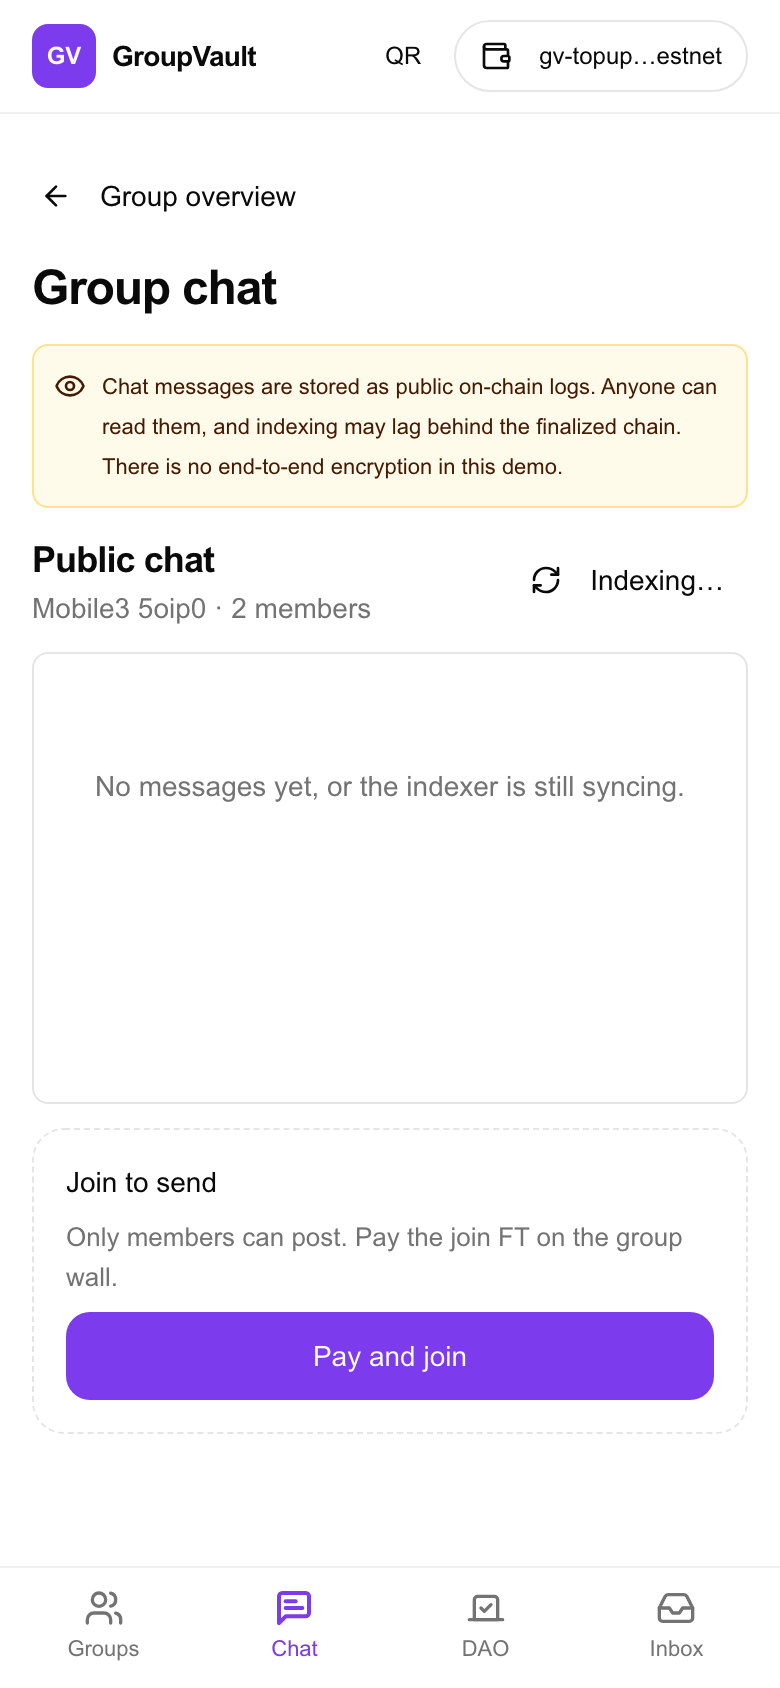 GV
GroupVault
QR
gv-topup…estnet
Group overview
Group chat
Chat messages are stored as public on-chain logs. Anyone can
read them, and indexing may lag behind the finalized chain.
There is no end-to-end encryption in this demo.
Public chat
Mobile3 5oip0 · 2 members
Indexing…
No messages yet, or the indexer is still syncing.
Join to send
Only members can post. Pay the join FT on the group
wall.
Pay and join
Groups
Chat
DAO
Inbox